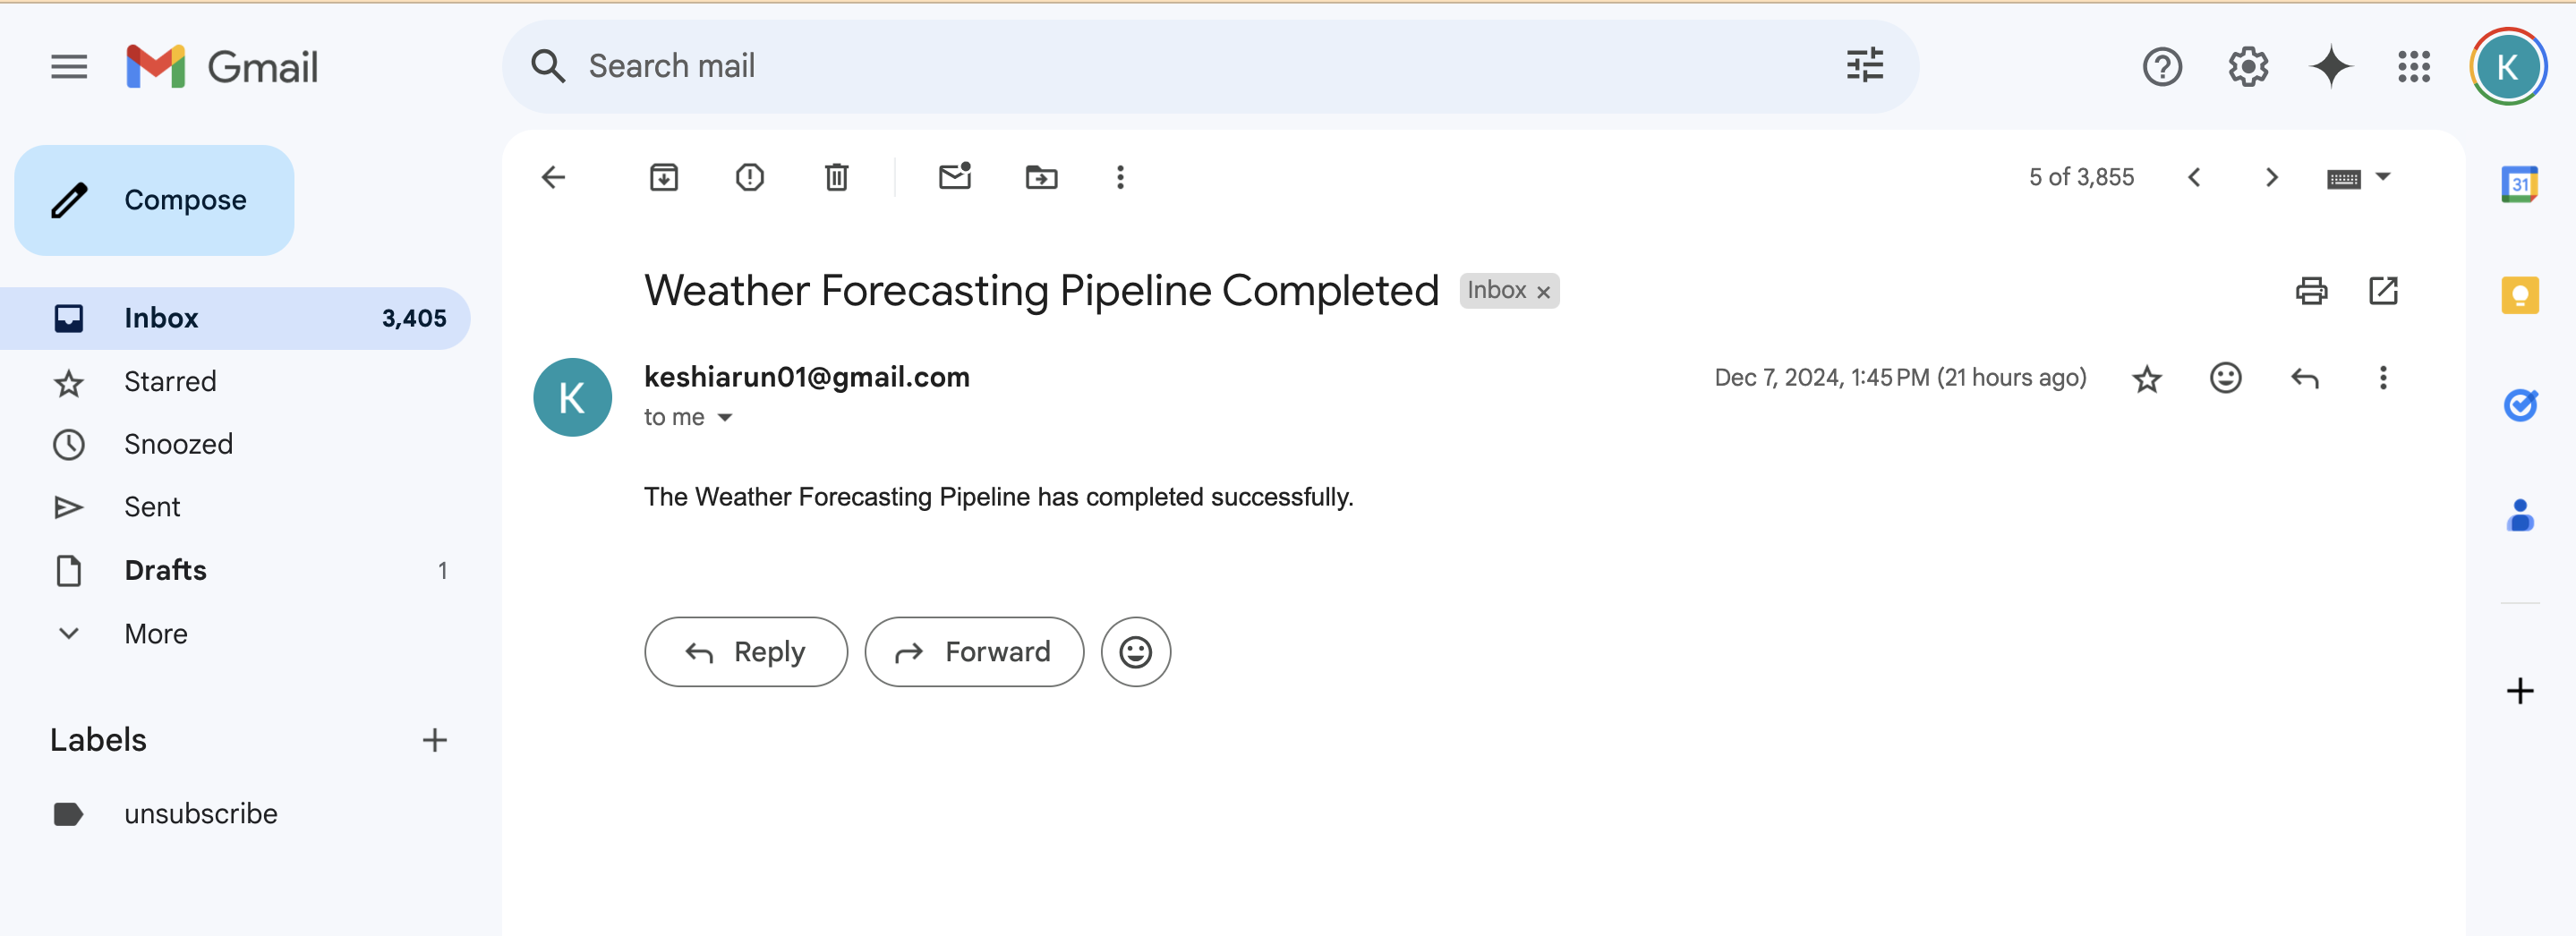 Gmail
Search mail
K
Compose
5 of 3,855
31
Inbox 3,405
Starred
Snoozed
Sent
Drafts 1
More
Labels
unsubscribe
Weather Forecasting Pipeline Completed Inbox x
K
keshiarun01@gmail.com
Dec 7, 2024, 1:45 PM (21 hours ago)
to me
The Weather Forecasting Pipeline has completed successfully.
Reply Forward